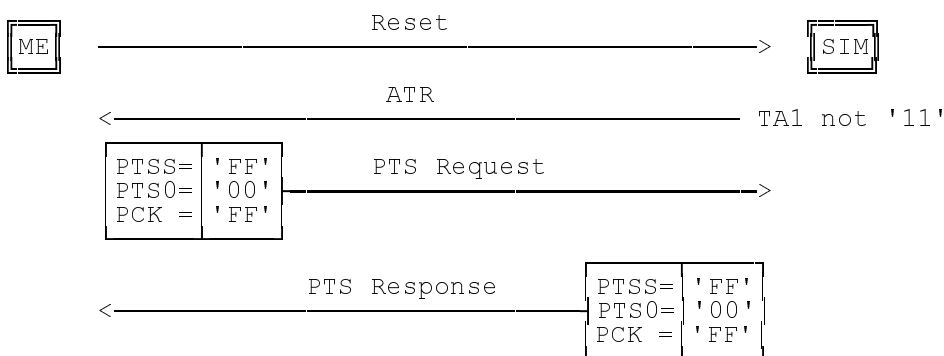 Reset
ME
SIM
ATR
TA1 not '11'
PTSS= 'FF'
PTS Request
PTS0= '00'
PCK = 'FF'
PTS Response
PTSS= 'FF'
PTS0= '00'
PCK = 'FF'